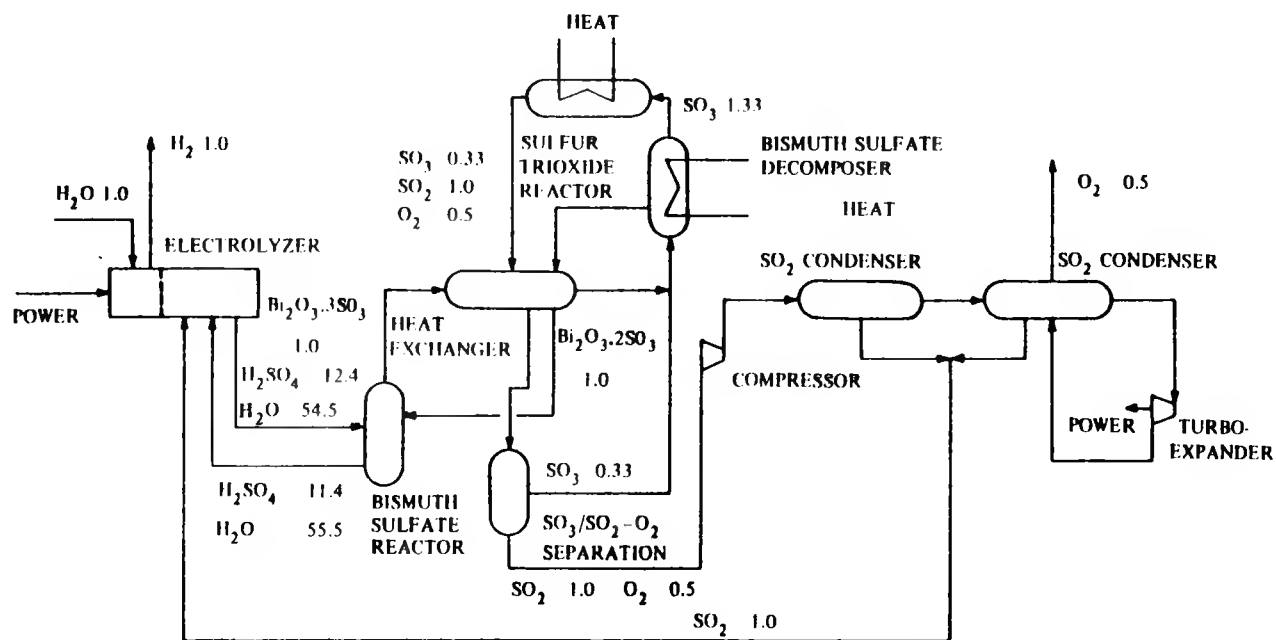 HEAT
SO₃ 1.33
H₂ 1.0
SULFUR
TRIOXIDE
REACTOR
BISMUTH SULFATE
DECOMPOSER
SO₃ 0.33
SO₂ 1.0
O₂ 0.5
O₂ 0.5
H₂O 1.0
HEAT
ELECTROLYZER
SO₂ CONDENSER
SO₂ CONDENSER
POWER
Bi₂O₃.3SO₃
1.0
HEAT
EXCHANGER
Bi₂O₃.2SO₃
1.0
COMPRESSOR
H₂SO₄ 12.4
H₂O 54.5
POWER
TURBO-
EXPANDER
SO₃ 0.33
H₂SO₄ 11.4
H₂O 55.5
BISMUTH
SULFATE
REACTOR
SO₃/SO₂-O₂
SEPARATION
SO₂ 1.0 O₂ 0.5
SO₂ 1.0